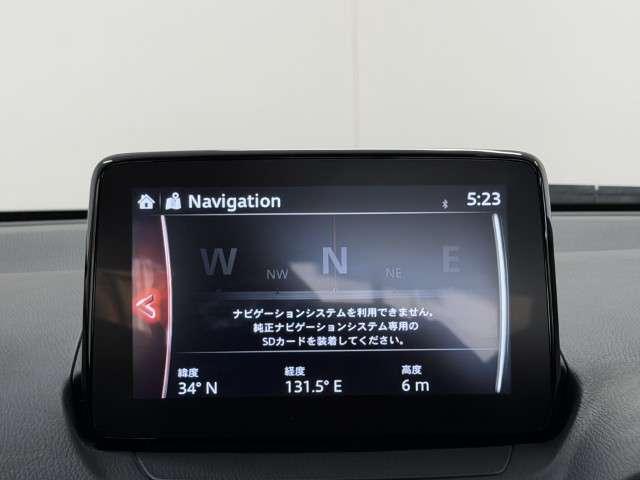 Navigation 5:23
W NW N NE E
ナビゲーションシステムを利用できません。
純正ナビゲーションシステム専用の
SDカードを装着してください。
緯度 経度 高度
34° N 131.5° E 6 m